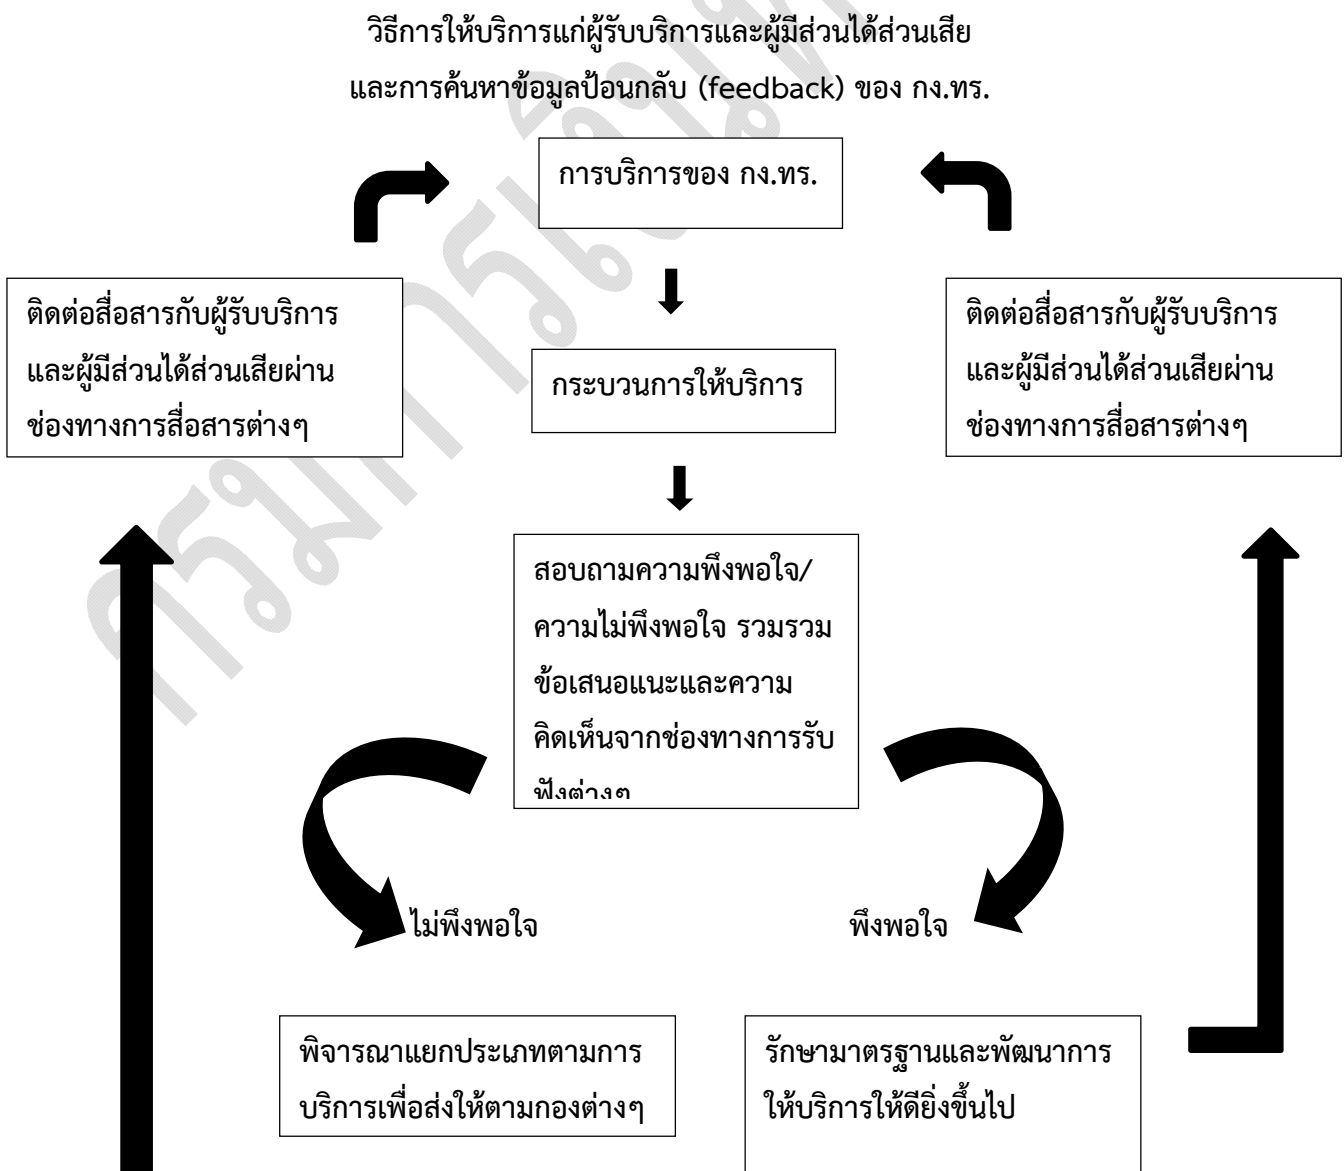 วิธีการให้บริการแก่ผู้รับบริการและผู้มีส่วนได้ส่วนเสีย
และการค้นหาข้อมูลป้อนกลับ (feedback) ของ กง.ทร.
การบริการของ กง.ทร.
ติดต่อสื่อสารกับผู้รับบริการ
และผู้มีส่วนได้ส่วนเสียผ่าน
ช่องทางการสื่อสารต่างๆ
กระบวนการให้บริการ
ติดต่อสื่อสารกับผู้รับบริการ
และผู้มีส่วนได้ส่วนเสียผ่าน
ช่องทางการสื่อสารต่างๆ
สอบถามความพึงพอใจ/
ความไม่พึงพอใจ รวมรวม
ข้อเสนอแนะและความ
คิดเห็นจากช่องทางการรับ
ฟังต่างๆ
ไม่พึงพอใจ
พึงพอใจ
พิจารณาแยกประเภทตามการ
บริการเพื่อส่งให้ตามกองต่างๆ
รักษามาตรฐานและพัฒนาการ
ให้บริการให้ดียิ่งขึ้นไป